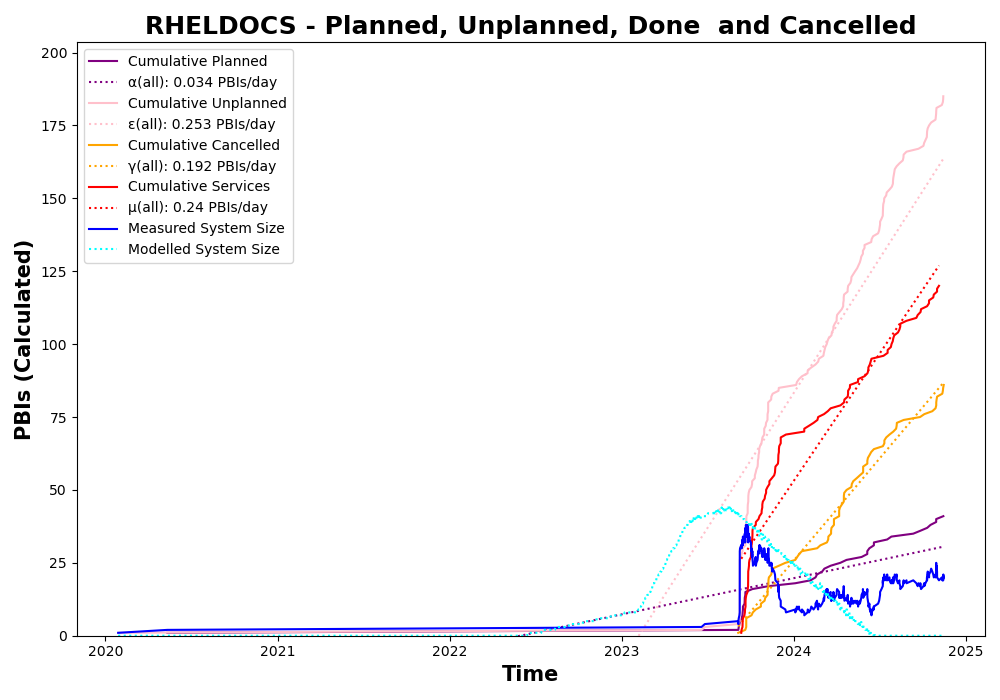 RHELDOCS - Planned, Unplanned, Done  and Cancelled
PBIs (Calculated)
200
175
150
125
100
75
50
25
0
Cumulative Planned
α(all): 0.034 PBIs/day
Cumulative Unplanned
ε(all): 0.253 PBIs/day
Cumulative Cancelled
γ(all): 0.192 PBIs/day
Cumulative Services
μ(all): 0.24 PBIs/day
Measured System Size
Modelled System Size
2020
2021
2022
2023
2024
2025
Time